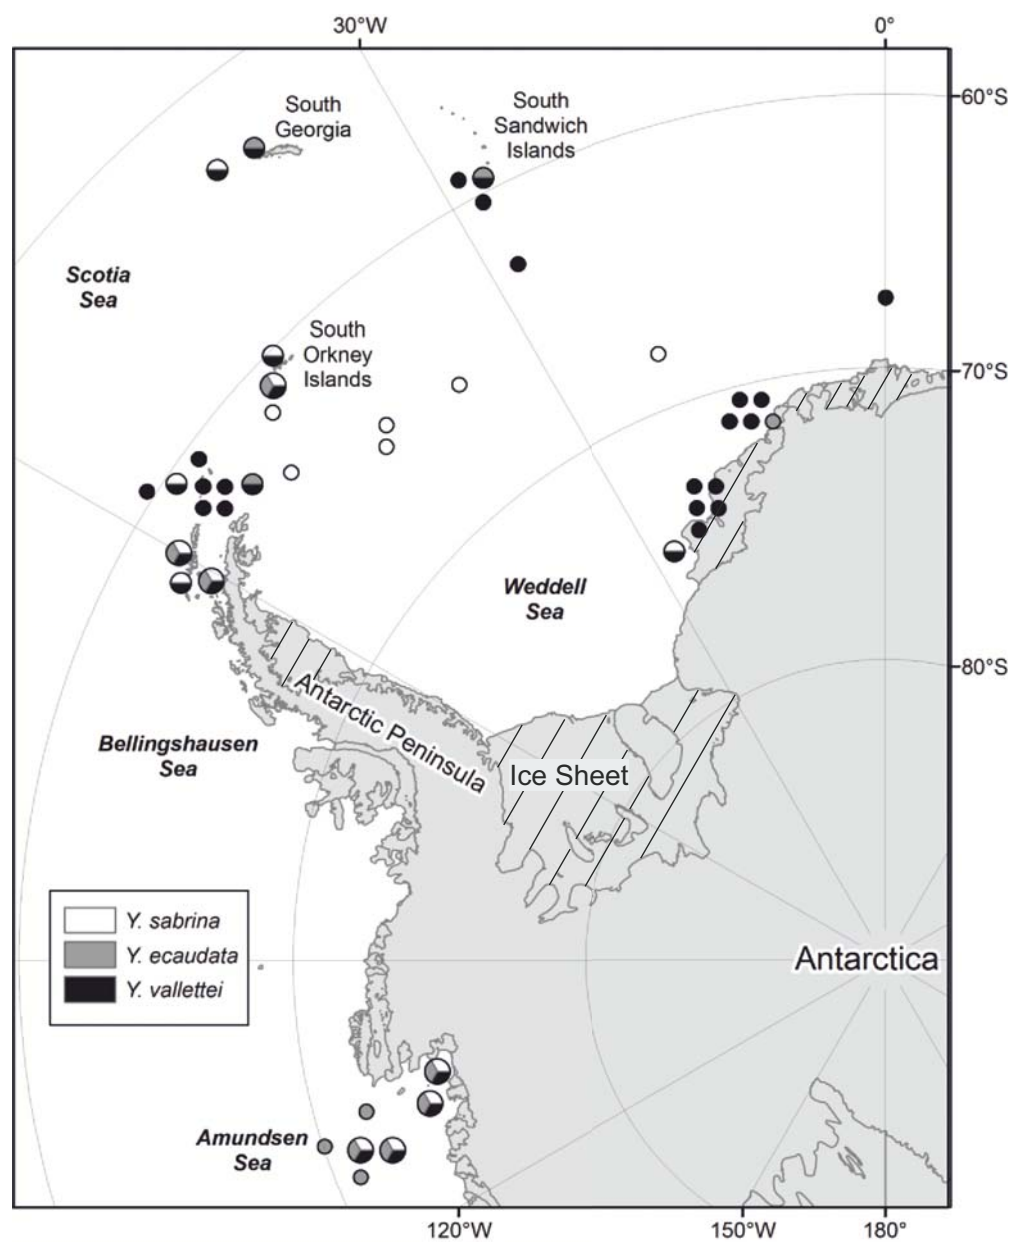 30°W
0°
60°S
South
Georgia
South
Sandwich
Islands
Scotia
Sea
South
Orkney
Islands
70°S
Weddell
Sea
80°S
Antarctic Peninsula
Bellingshausen
Sea
Ice Sheet
Y. sabrina
Y. ecaudata
Y. vallettei
Antarctica
Amundsen
Sea
120°W
150°W
180°